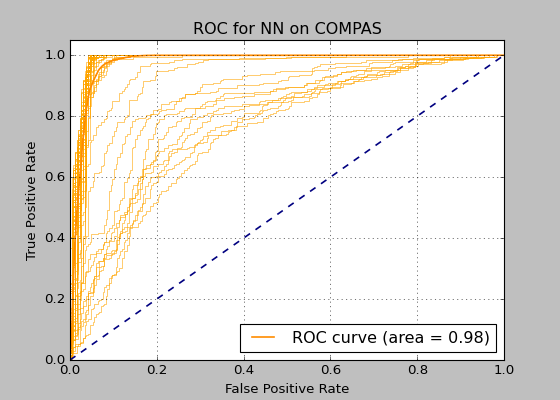 ROC for NN on COMPAS
1.0
0.8
0.6
0.4
0.2
0.0
True Positive Rate
ROC curve (area = 0.98)
0.0 0.2 0.4 0.6 0.8 1.0
False Positive Rate